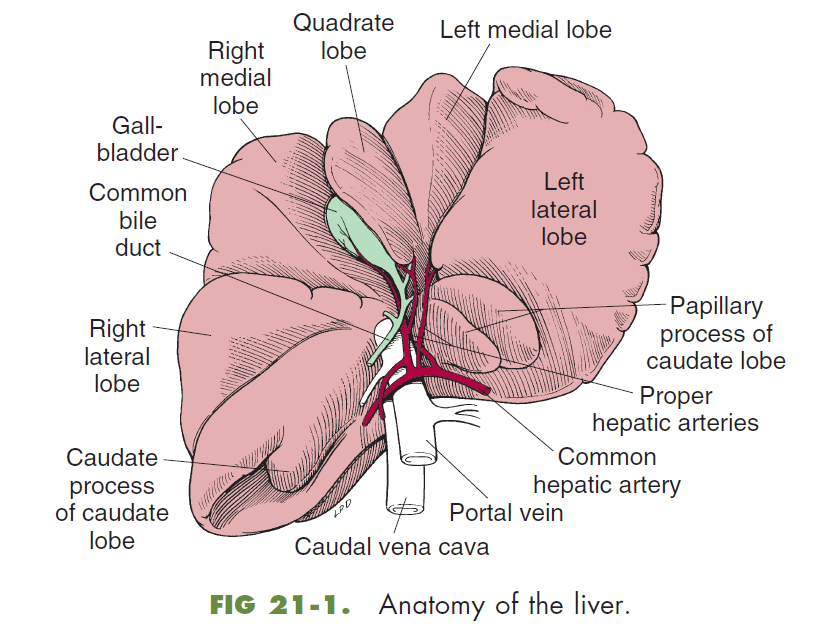 Quadrate
lobe
Left medial lobe
Right
medial
lobe
Gall-
bladder
Common
bile
duct
Left
lateral
lobe
Right
lateral
lobe
Papillary
process of
caudate lobe
Proper
hepatic arteries
Caudate
process
of caudate
lobe
Common
hepatic artery
Portal vein
LPD
Caudal vena cava
FIG 21-1. Anatomy of the liver.